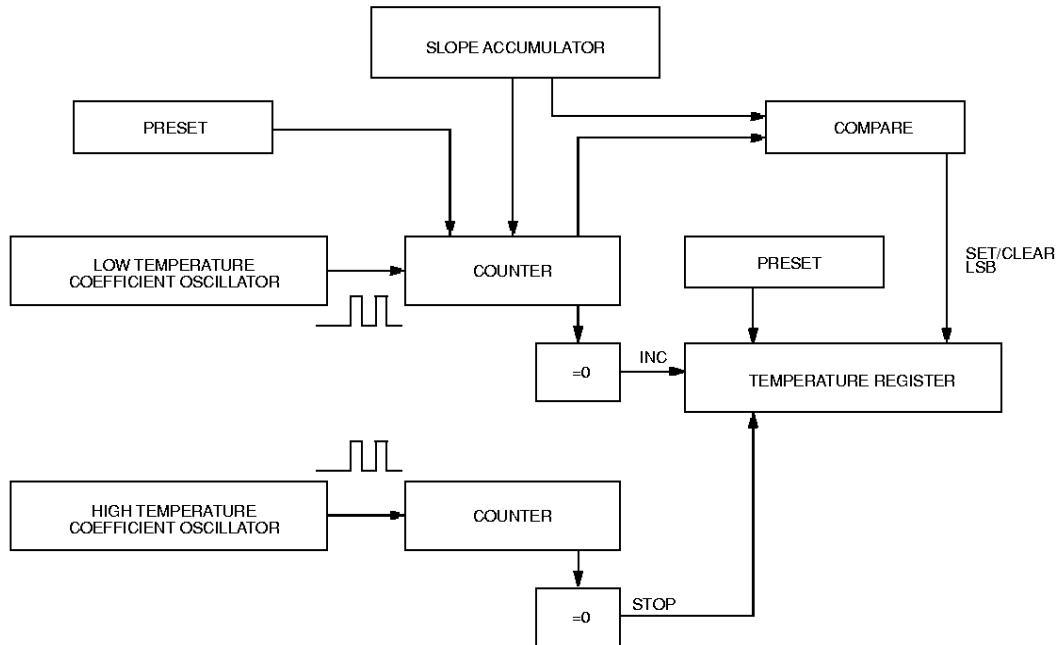 SLOPE ACCUMULATOR
PRESET
COMPARE
LOW TEMPERATURE
COEFFICIENT OSCILLATOR
COUNTER
PRESET
SET/CLEAR
LSB
=0
INC
TEMPERATURE REGISTER
HIGH TEMPERATURE
COEFFICIENT OSCILLATOR
COUNTER
=0
STOP